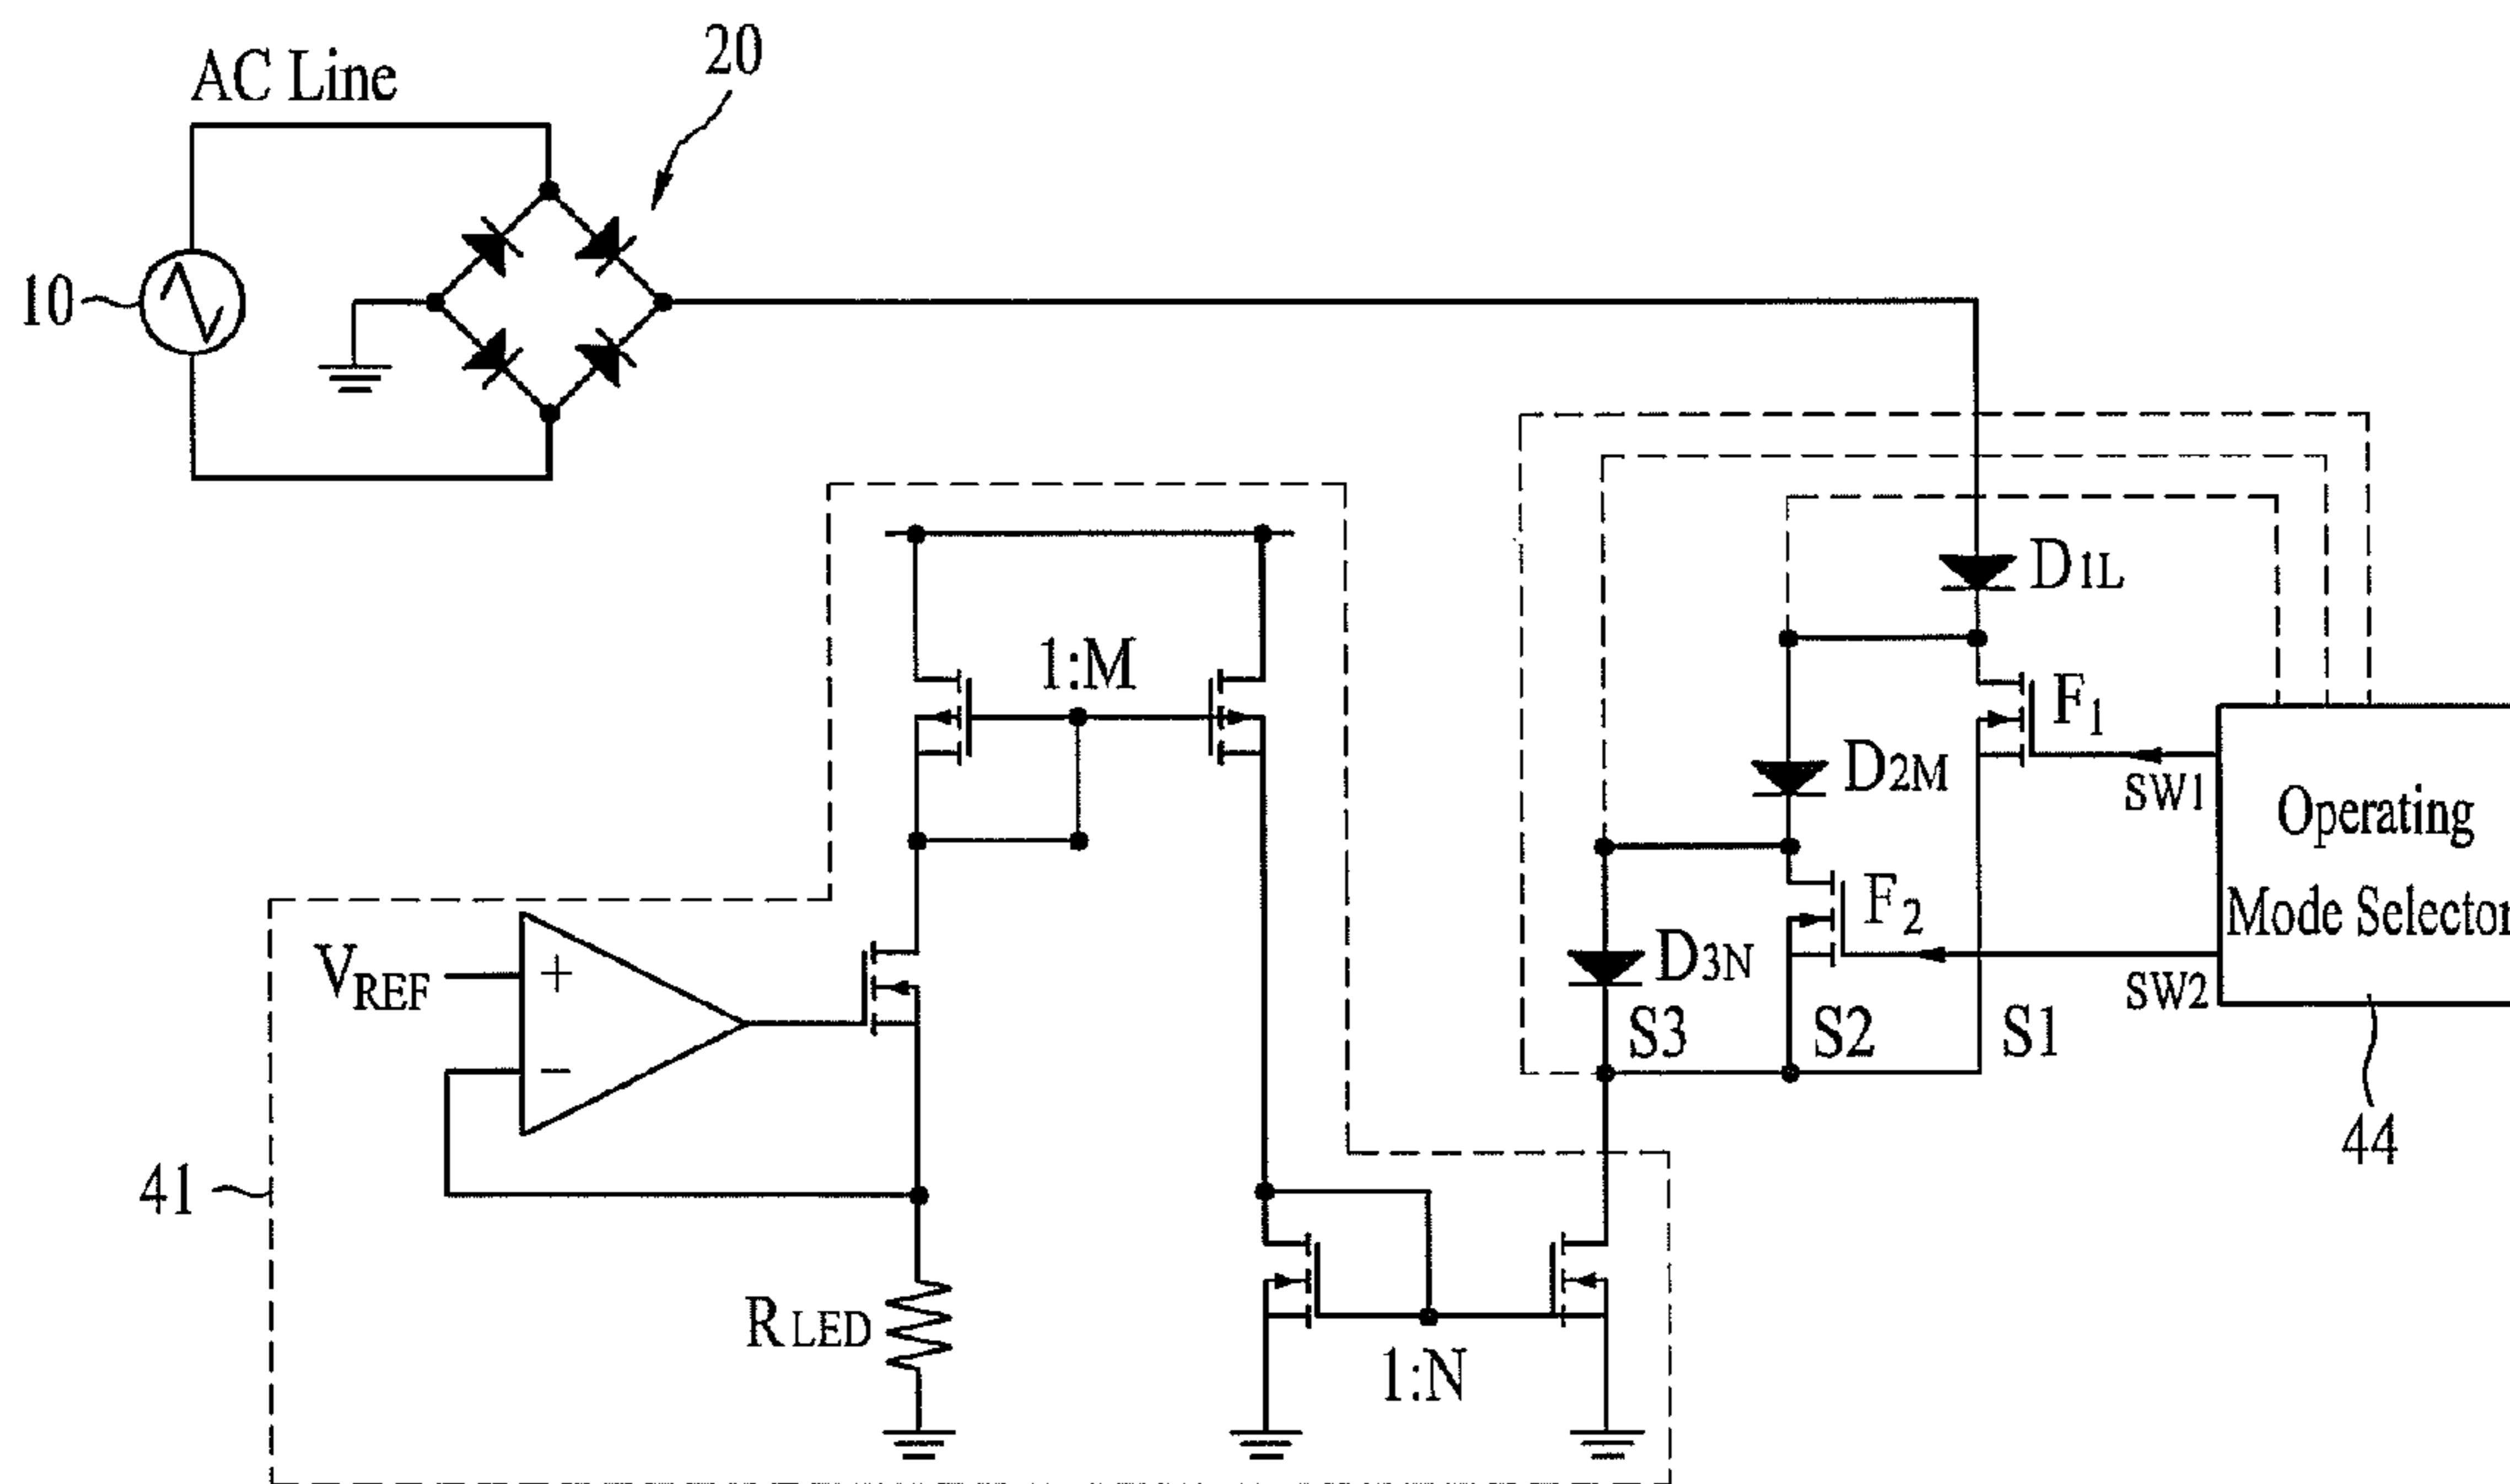 AC Line
20
10
D1L
1:M
F1
SW1
D2M
Operating
Mode Selector
F2
SW2
VREF
+
−
D3N
S3
S2
S1
44
41
RLED
1:N